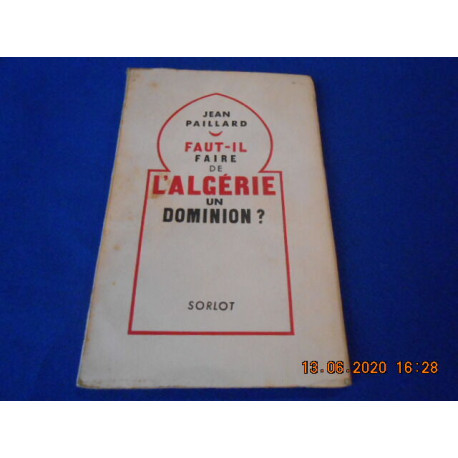 JEAN
PAILLARD
FAUT-IL
FAIRE
DE
L'ALGÉRIE
UN
DOMINION ?
SORLOT
13.06.2020 16:28